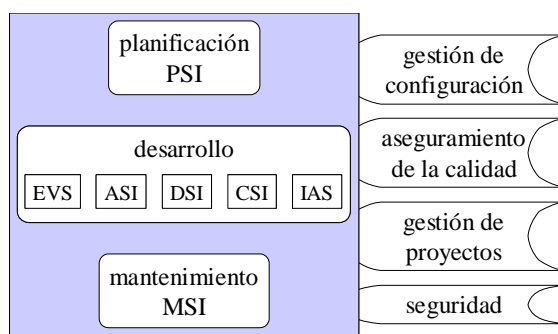 planificación
PSI
desarrollo
EVS ASI DSI CSI IAS
mantenimiento
MSI
gestión de
configuración
aseguramiento
de la calidad
gestión de
proyectos
seguridad